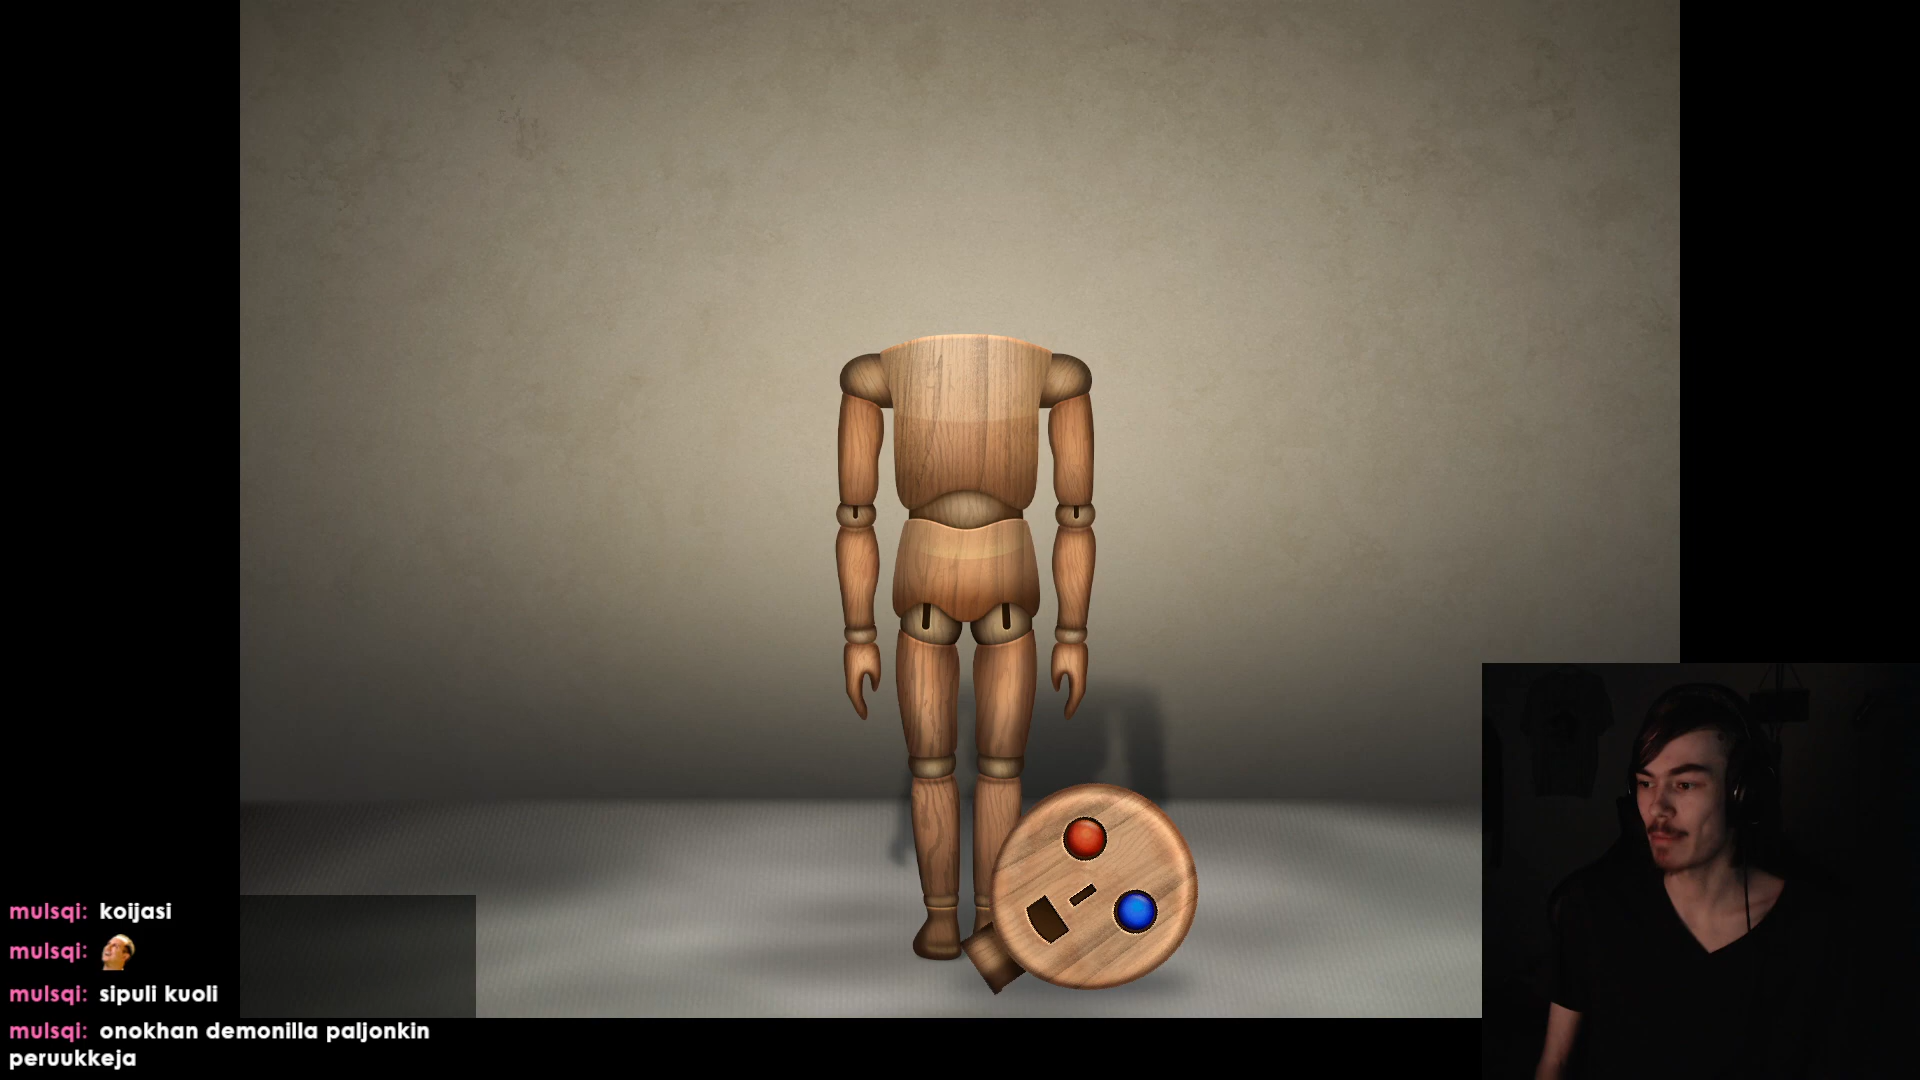 mulsqi: koijasi
mulsqi:
mulsqi: sipuli kuoli
mulsqi: onokhan demonilla paljonkin
peruukkeja